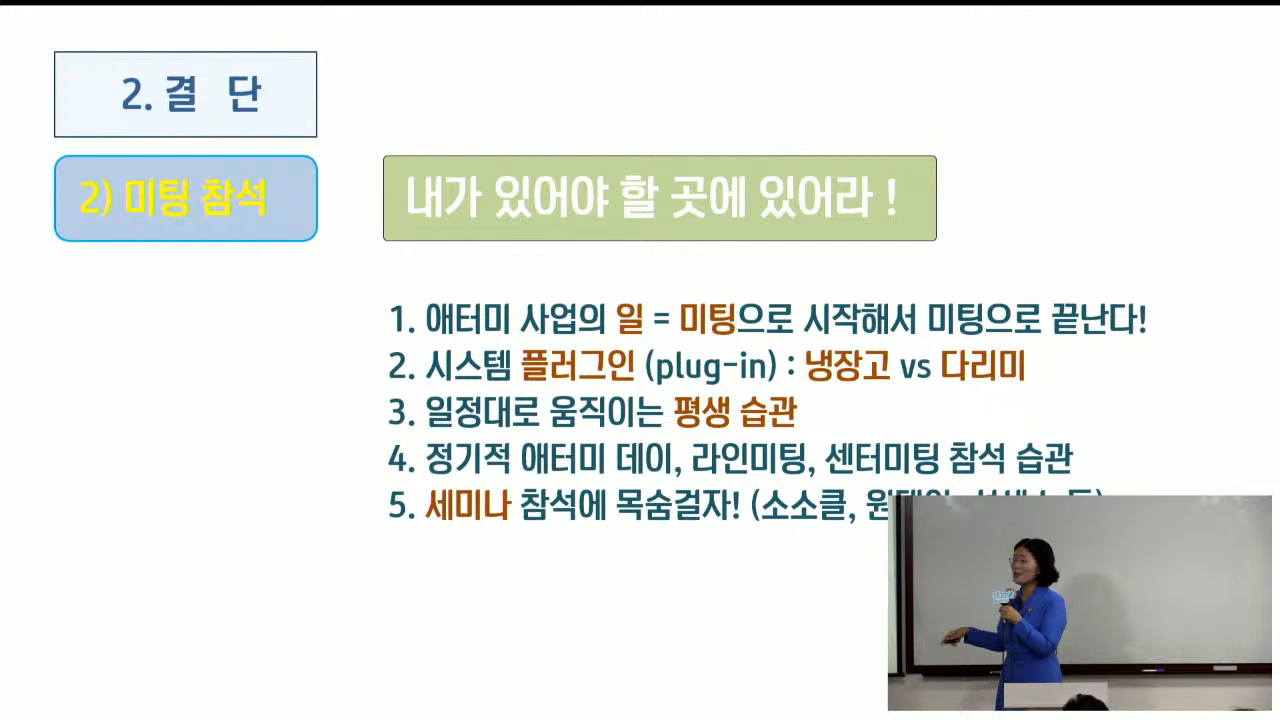 2. 결 단
2) 미팅 참석
내가 있어야 할 곳에 있어라 !
1. 애터미 사업의 일 = 미팅으로 시작해서 미팅으로 끝난다!
2. 시스템 플러그인 (plug-in) : 냉장고 vs 다리미
3. 일정대로 움직이는 평생 습관
4. 정기적 애터미 데이, 라인미팅, 센터미팅 참석 습관
5. 세미나 참석에 목숨걸자! (소소클,